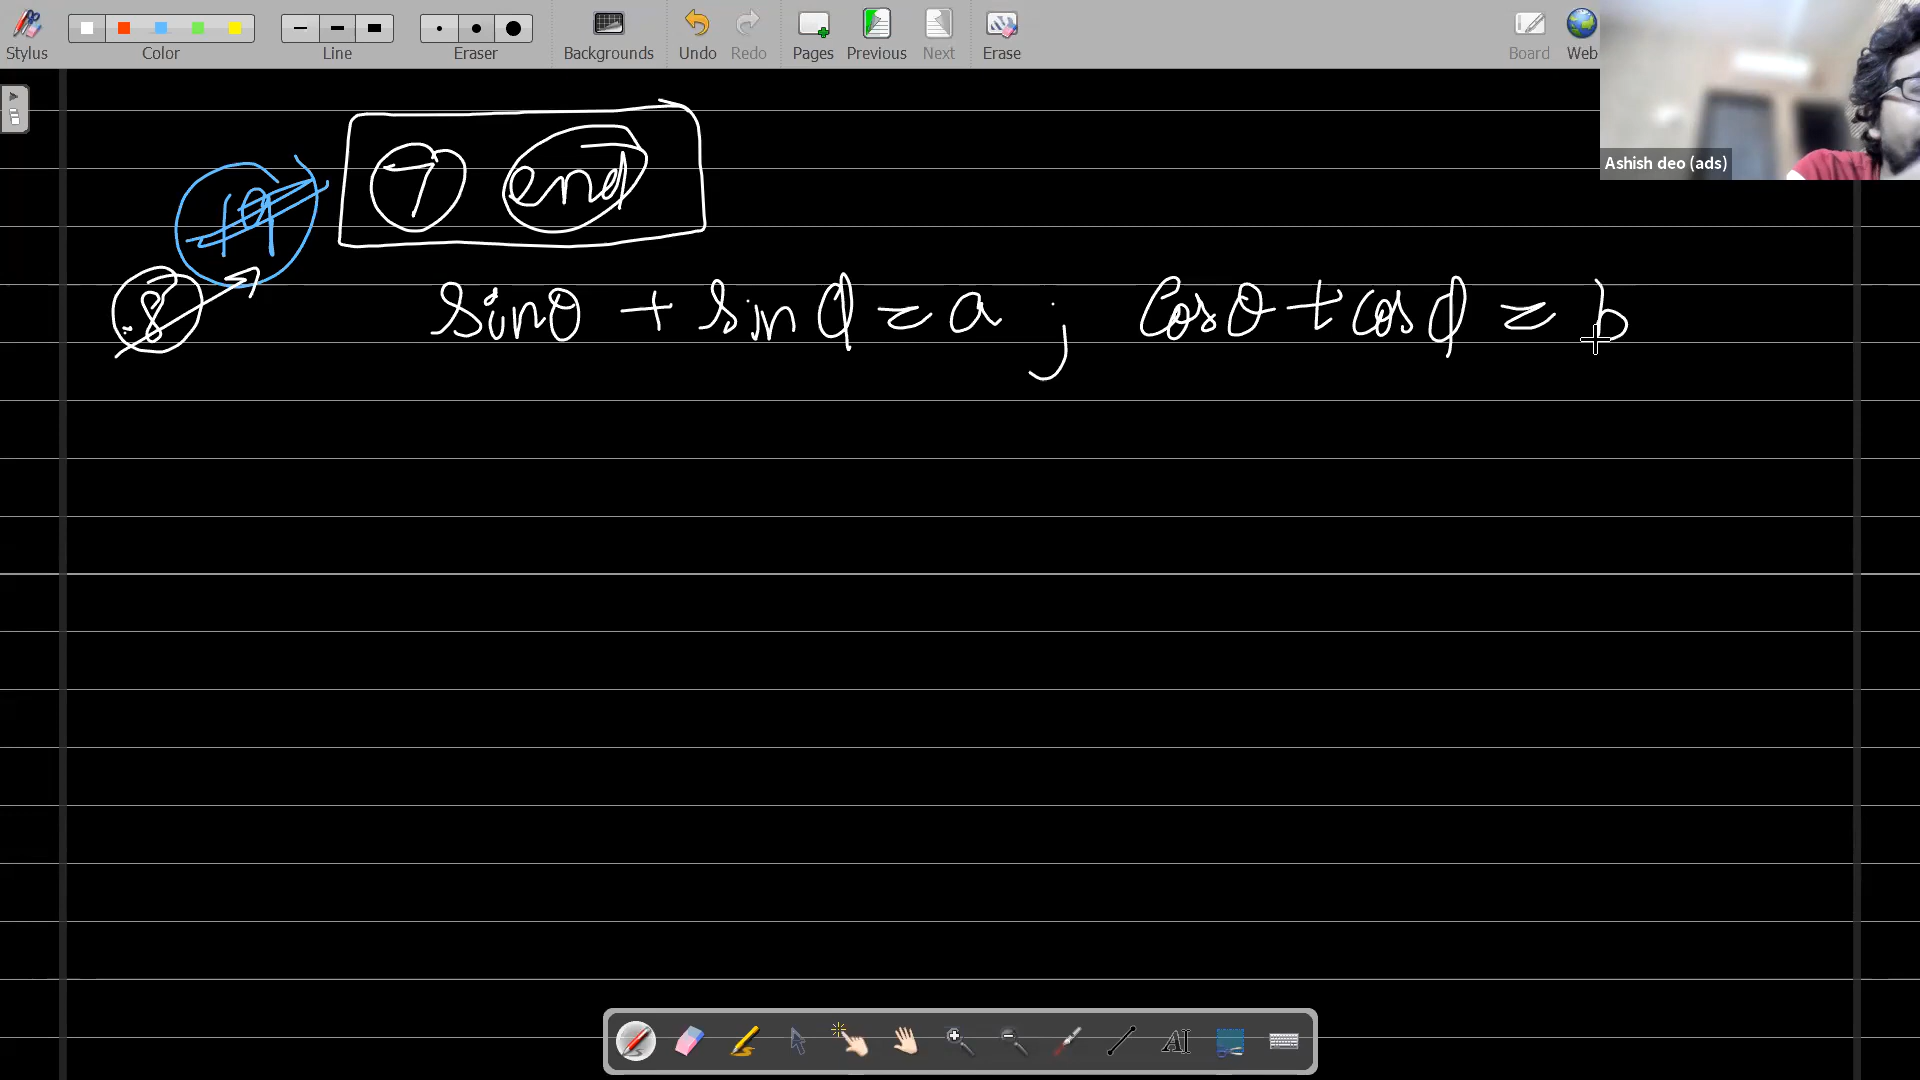 Stylus Color Line Eraser Backgrounds Undo Redo Pages Previous Next Erase Board Web
Ashish deo (ads)
7 end
19
8 sinθ + sinϕ = a ; cosθ + cosϕ = b